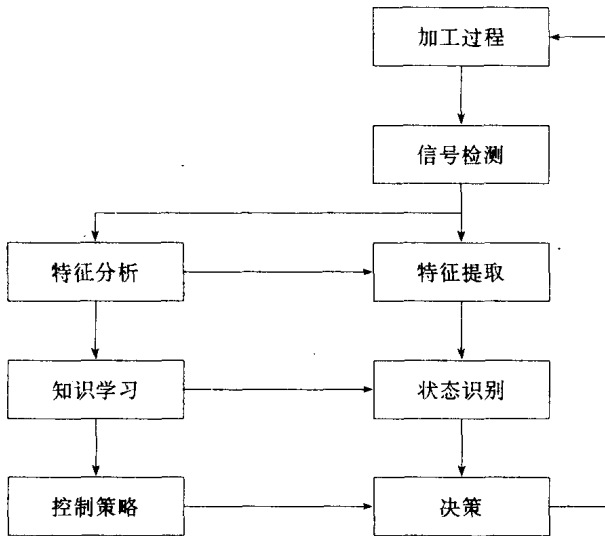 加工过程
信号检测
特征分析
特征提取
知识学习
状态识别
控制策略
决策